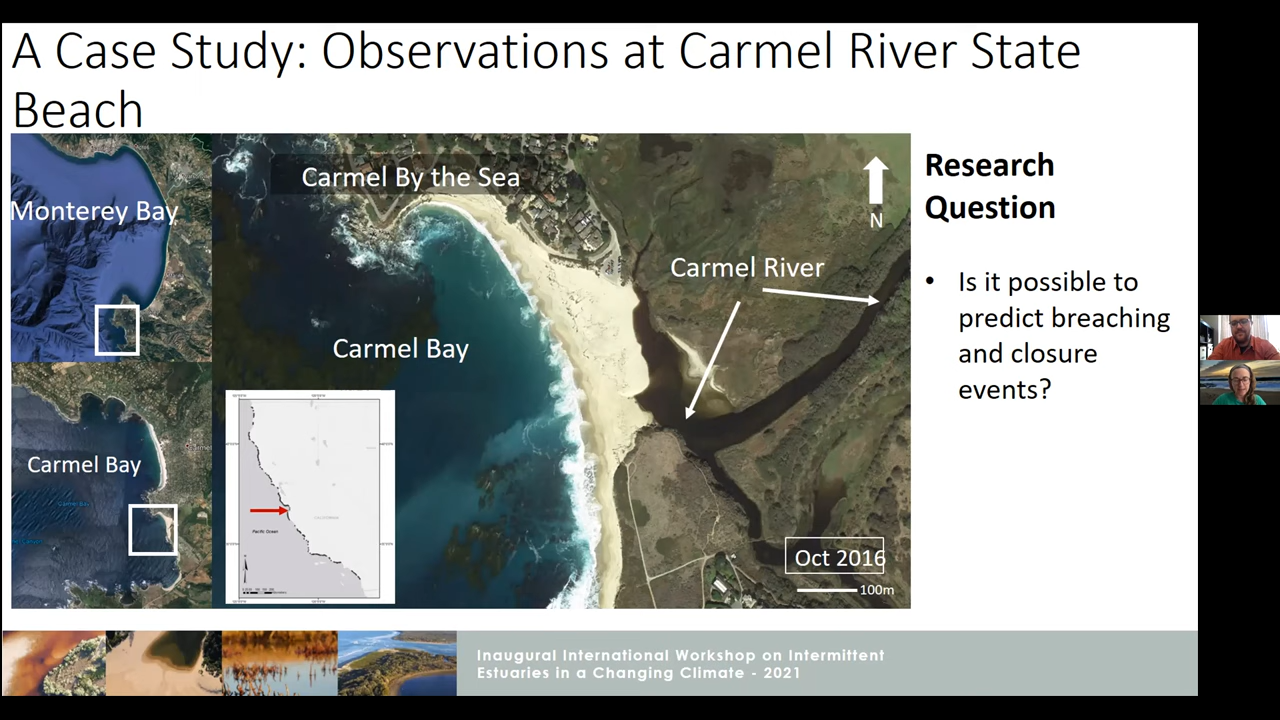 A Case Study: Observations at Carmel River State
Beach
Monterey Bay
Carmel By the Sea
N
Carmel River
Carmel Bay
Carmel Bay
Pacific Ocean
Oct 2016
100m
Research
Question
• Is it possible to
predict breaching
and closure
events?
Inaugural International Workshop on Intermittent
Estuaries in a Changing Climate - 2021